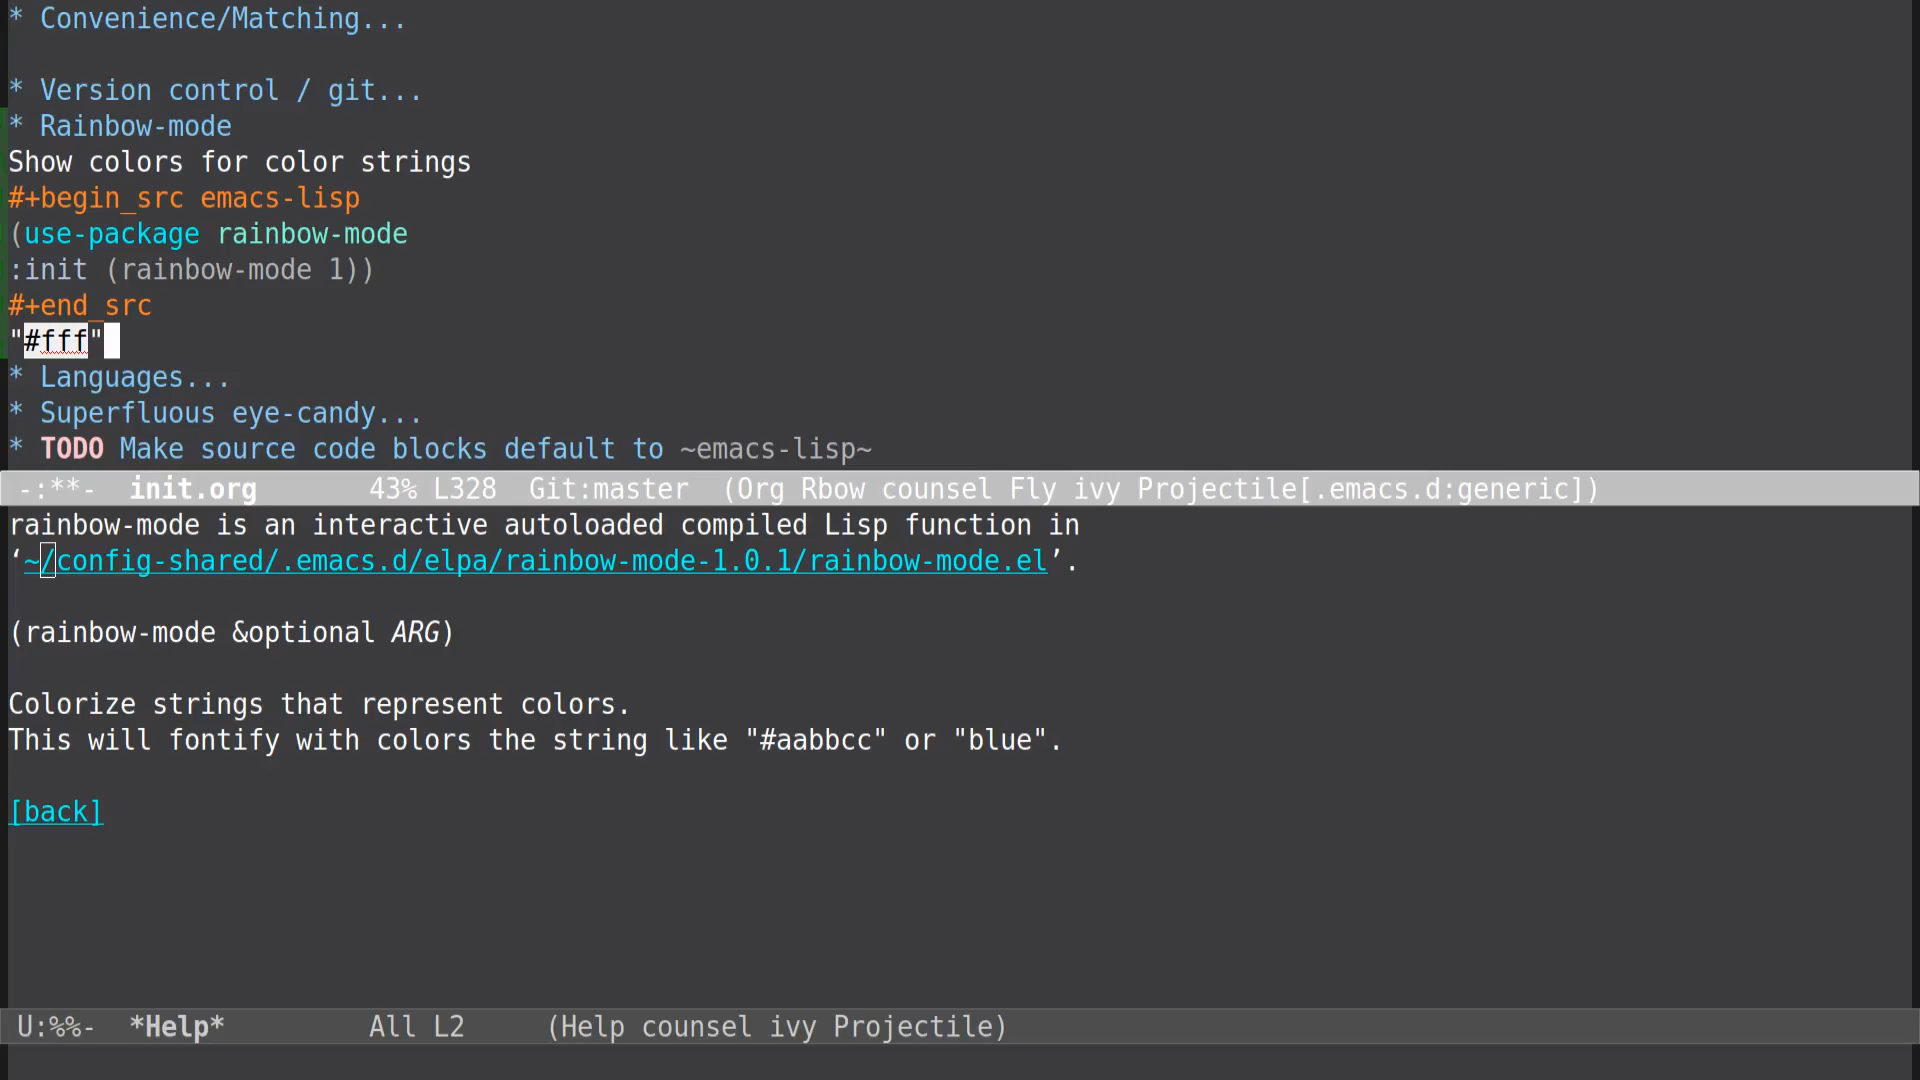 * Convenience/Matching...
* Version control / git...
* Rainbow-mode
Show colors for color strings
#+begin_src emacs-lisp
(use-package rainbow-mode
:init (rainbow-mode 1))
#+end_src
"#fff"
* Languages...
* Superfluous eye-candy...
* TODO Make source code blocks default to ~emacs-lisp~
-:**-  init.org       43% L328  Git:master  (Org Rbow counsel Fly ivy Projectile[.emacs.d:generic])
rainbow-mode is an interactive autoloaded compiled Lisp function in
‘~/config-shared/.emacs.d/elpa/rainbow-mode-1.0.1/rainbow-mode.el’.
(rainbow-mode &optional ARG)
Colorize strings that represent colors.
This will fontify with colors the string like "#aabbcc" or "blue".
[back]
U:%%-  *Help*         All L2     (Help counsel ivy Projectile)